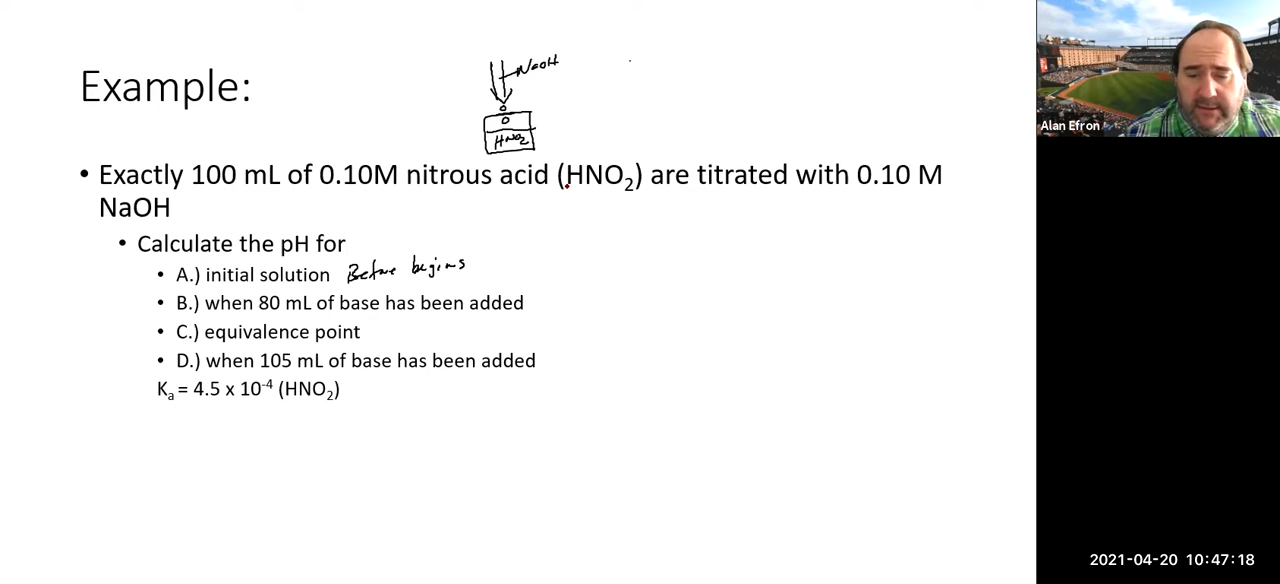 Example:
NaOH
HNO2
• Exactly 100 mL of 0.10M nitrous acid (HNO₂) are titrated with 0.10 M
NaOH
• Calculate the pH for
• A.) initial solution Before begins
• B.) when 80 mL of base has been added
• C.) equivalence point
• D.) when 105 mL of base has been added
Kₐ = 4.5 x 10⁻⁴ (HNO₂)
Alan Efron
2021-04-20 10:47:18